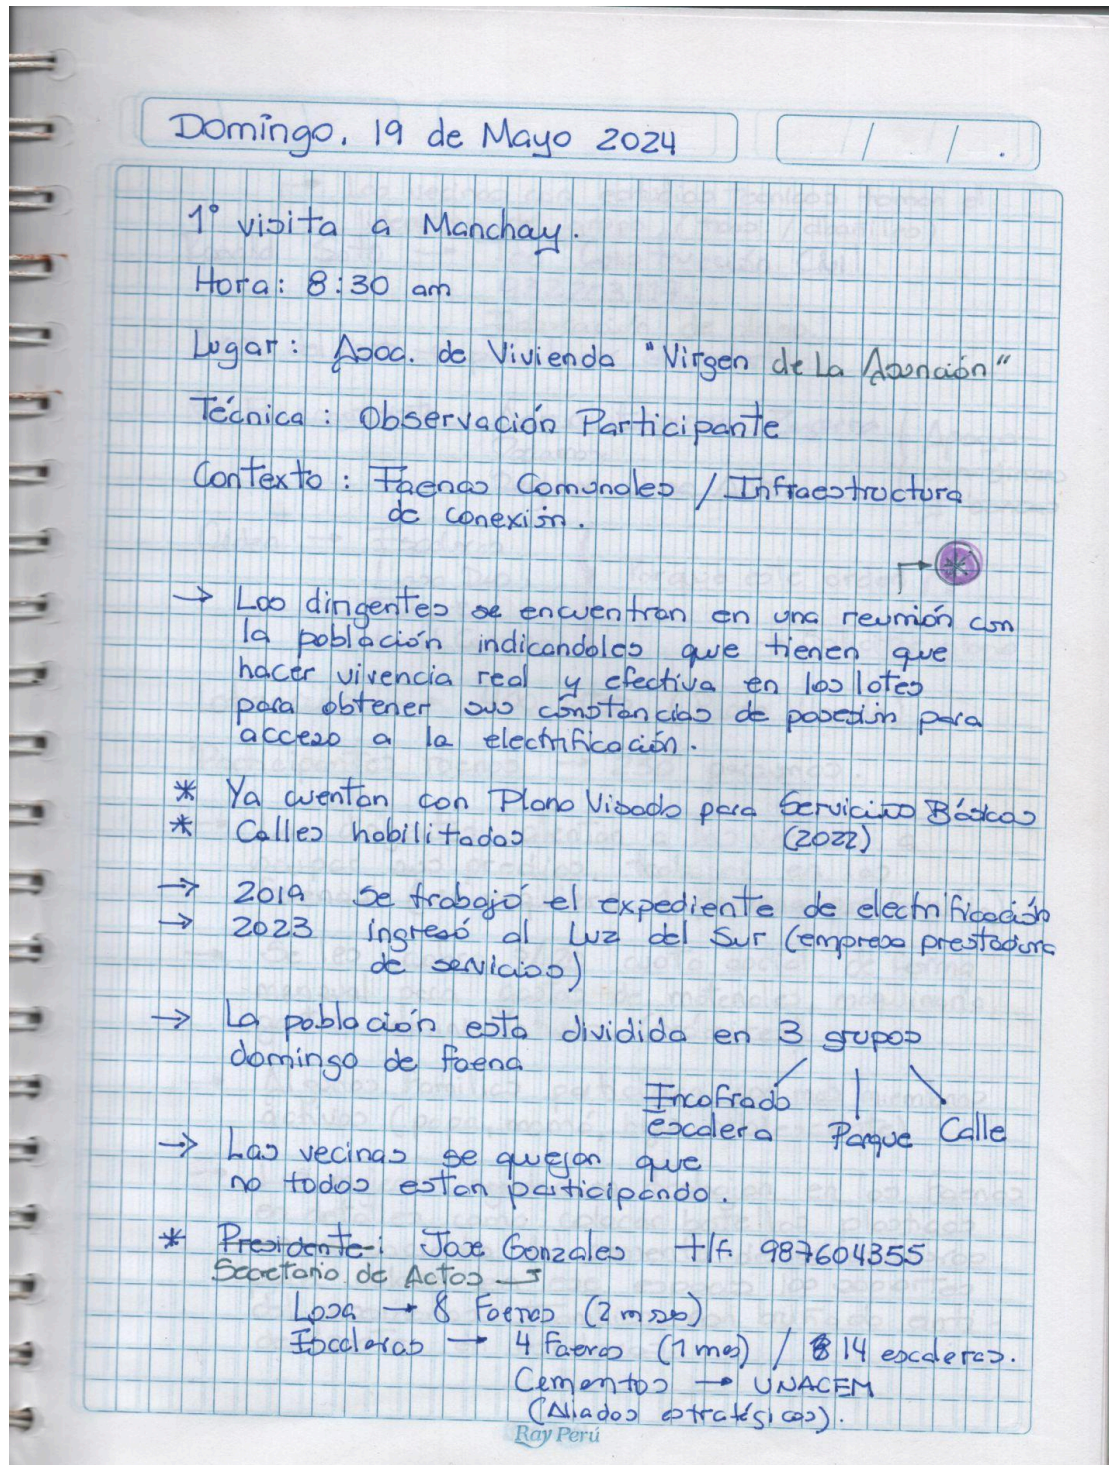 Domingo, 19 de Mayo 2024
/ / .
1° visita a Manchay.
Hora: 8:30 am
Lugar: Asoc. de Vivienda "Virgen de La Asunción"
Técnica: Observación Participante
Contexto: Faenas Comunales / Infraestructura
de conexión.
→ *
→ Los dirigentes se encuentran en una reunión con
la población indicandoles que tienen que
hacer vivencia real y efectiva en los lotes
para obtener sus constancias de posesión para
acceso a la electrificación.
* Ya cuentan con Plano Visado para Servicios Básicos
* Calles habilitadas (2022)
→ 2019 se trabajó el expediente de electrificación
→ 2023 ingresó al Luz del Sur (empresa prestadora
de servicios)
→ La población esta dividida en 3 grupos
domingo de faena
Encofrado
escalera Parque Calle
→ Las vecinas se quejan que
no todos estan participando.
* Presidente: Jose Gonzales tlf. 987604355
Secretario de Actas
Losa → 8 Faenas (2 meses)
Escaleras → 4 Faenas (1 mes) / 14 escaleras.
Cementos → UNACEM
(Aliados estratégicos).
Ray Perú